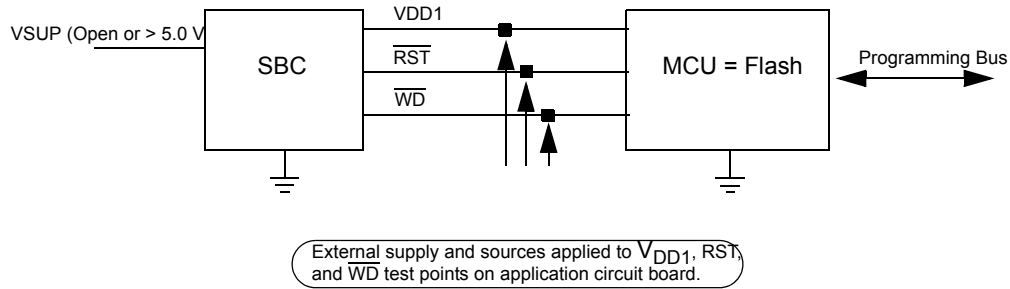 VDD1
VSUP (Open or > 5.0 V
SBC
RST
WD
MCU = Flash
Programming Bus
External supply and sources applied to VDD1, RST,
and WD test points on application circuit board.